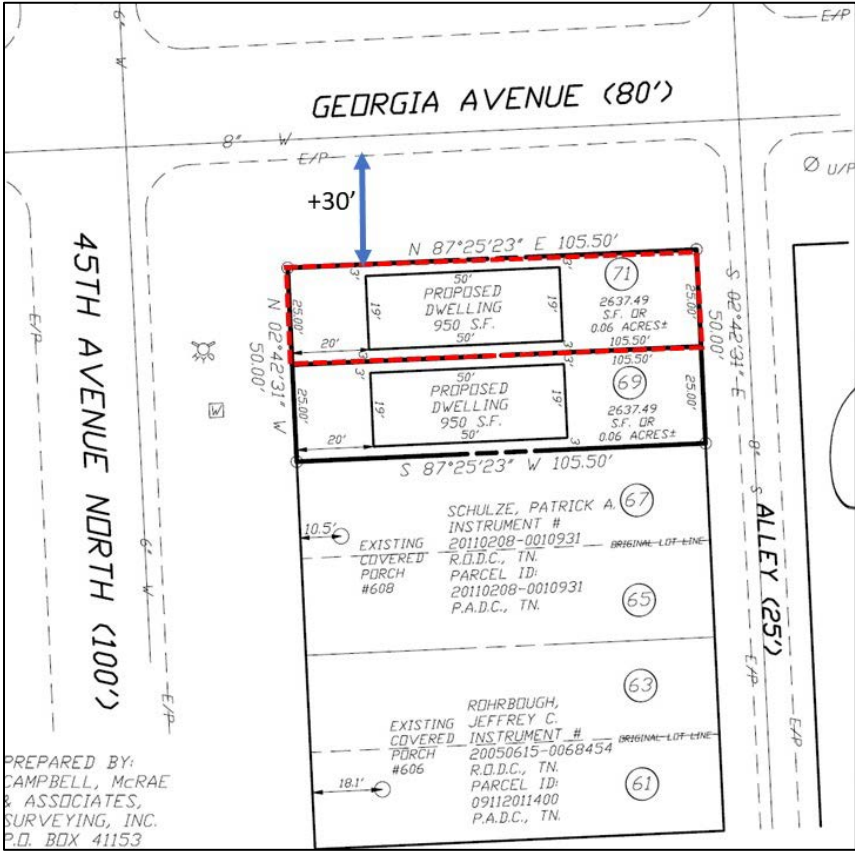 E/P
6" W
GEORGIA AVENUE (80')
8" W
E/P
U/P
+30'
N 87°25'23" E 105.50'
45TH AVENUE NORTH (100')
E/P
6" W
E/P
N 02°42'31" W
50.00'
S 02°42'31" E
50.00'
25.00'
3'
50'
3'
PROPOSED
DWELLING
950 S.F.
19'
19'
50'
20'
3'
3'
71
2637.49
S.F. OR
0.06 ACRES±
105.50'
25.00'
25.00'
3'
50'
PROPOSED
DWELLING
950 S.F.
19'
19'
50'
20'
3'
105.50'
69
2637.49
S.F. OR
0.06 ACRES±
25.00'
S 87°25'23" W 105.50'
8" S
ALLEY (25')
E/P
E/P
10.5'
EXISTING
COVERED
PORCH
#608
SCHULZE, PATRICK A.
INSTRUMENT #
20110208-0010931
R.O.D.C., TN.
PARCEL ID:
20110208-0010931
P.A.D.C., TN.
67
ORIGINAL LOT LINE
65
63
18.1'
EXISTING
COVERED
PORCH
#606
ROHRBOUGH,
JEFFREY C.
INSTRUMENT #
20050615-0068454
R.O.D.C., TN.
PARCEL ID:
09112011400
P.A.D.C., TN.
ORIGINAL LOT LINE
61
PREPARED BY:
CAMPBELL, McRAE
& ASSOCIATES,
SURVEYING, INC.
P.O. BOX 41153